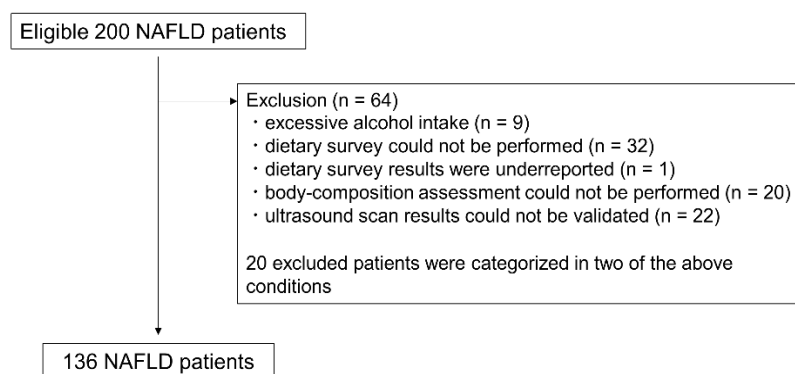 Eligible 200 NAFLD patients
Exclusion (n = 64)
・excessive alcohol intake (n = 9)
・dietary survey could not be performed (n = 32)
・dietary survey results were underreported (n = 1)
・body-composition assessment could not be performed (n = 20)
・ultrasound scan results could not be validated (n = 22)
20 excluded patients were categorized in two of the above
conditions
136 NAFLD patients